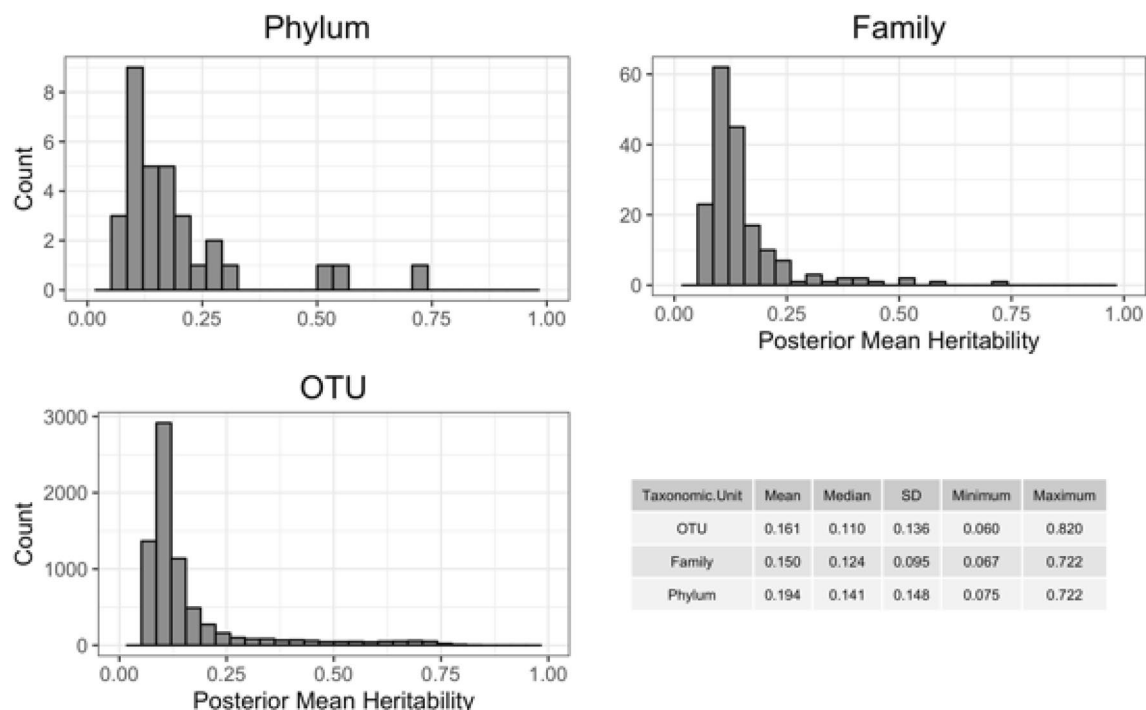 Phylum
Count
8
6
4
2
0
0.00 0.25 0.50 0.75 1.00
Family
60
40
20
0
0.00 0.25 0.50 0.75 1.00
Posterior Mean Heritability
OTU
Count
3000
2000
1000
0
0.00 0.25 0.50 0.75 1.00
Posterior Mean Heritability
Taxonomic.Unit Mean Median SD Minimum Maximum
OTU 0.161 0.110 0.136 0.060 0.820
Family 0.150 0.124 0.095 0.067 0.722
Phylum 0.194 0.141 0.148 0.075 0.722